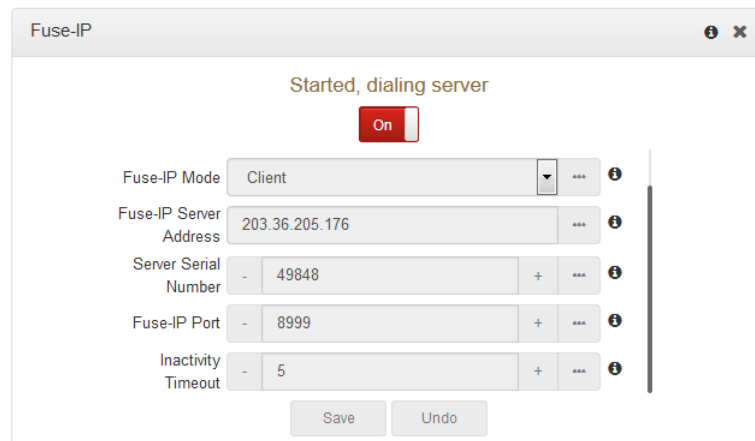 Fuse-IP
Started, dialing server
On
Fuse-IP Mode
Client
Fuse-IP Server
Address
203.36.205.176
Server Serial
Number
- 49848 +
Fuse-IP Port
- 8999 +
Inactivity
Timeout
- 5 +
Save Undo